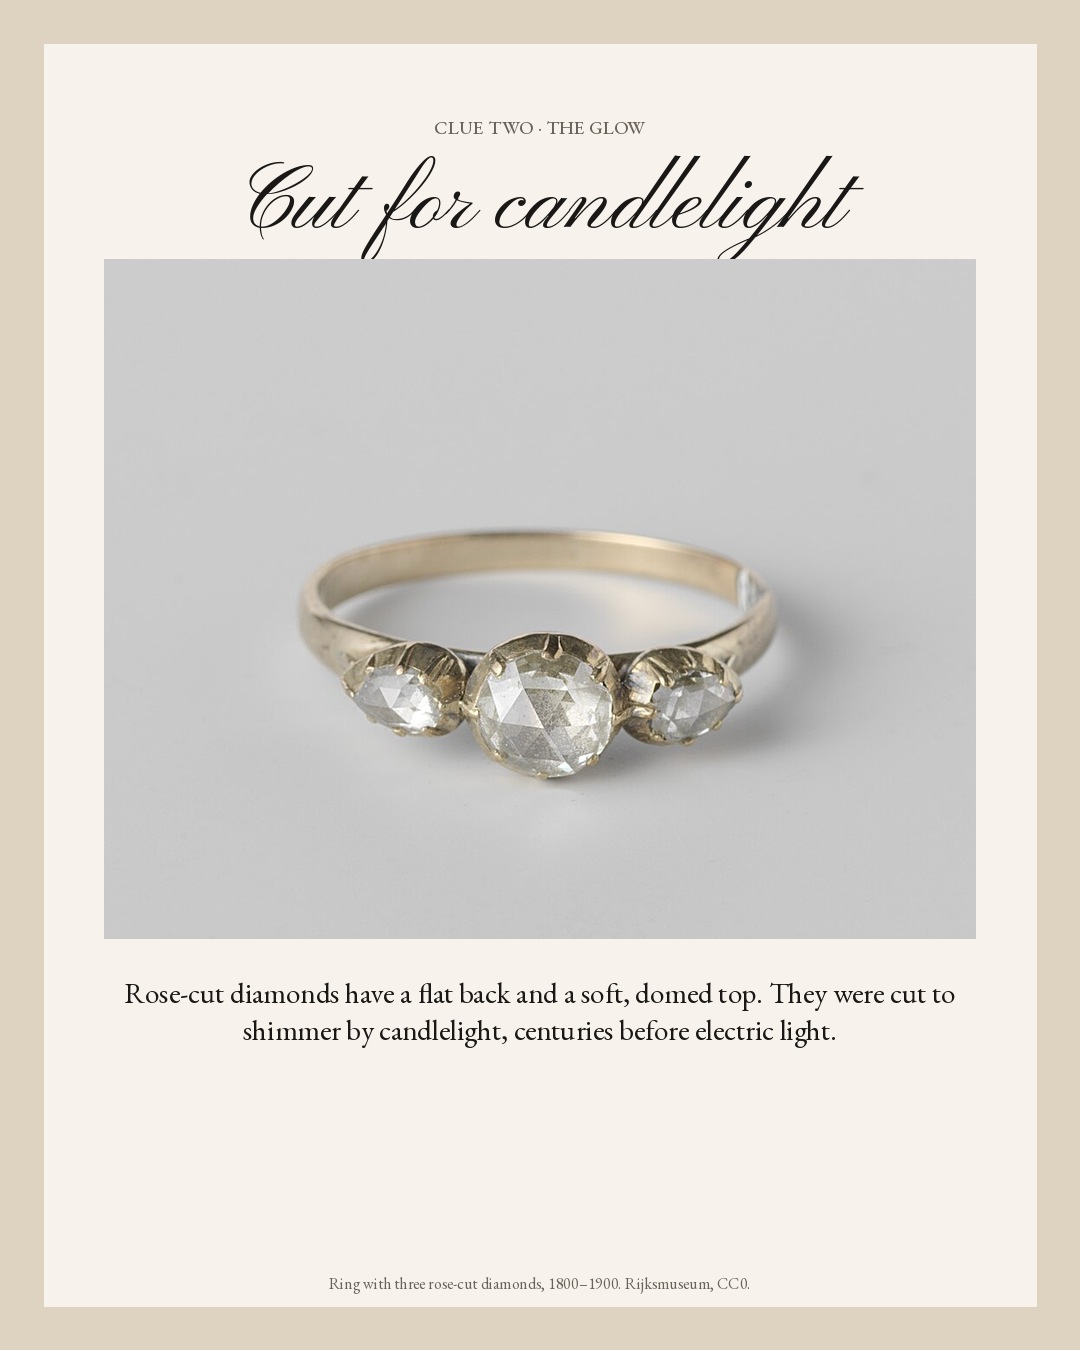 CLUE TWO · THE GLOW
Cut for candlelight
Rose-cut diamonds have a flat back and a soft, domed top. They were cut to
shimmer by candlelight, centuries before electric light.
Ring with three rose-cut diamonds, 1800–1900. Rijksmuseum, CC0.